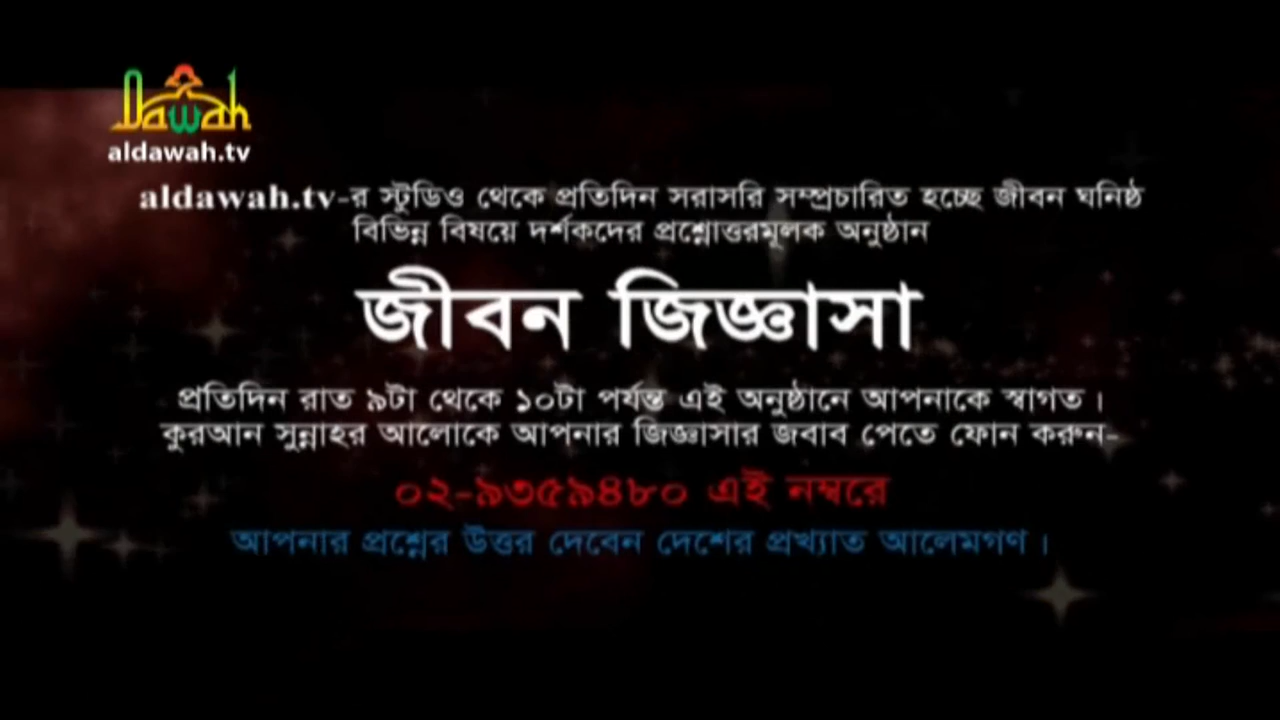 Dawah
aldawah.tv
aldawah.tv-র স্টুডিও থেকে প্রতিদিন সরাসরি সম্প্রচারিত হচ্ছে জীবন ঘনিষ্ঠ
বিভিন্ন বিষয়ে দর্শকদের প্রশ্নোত্তরমূলক অনুষ্ঠান
জীবন জিজ্ঞাসা
প্রতিদিন রাত ৯টা থেকে ১০টা পর্যন্ত এই অনুষ্ঠানে আপনাকে স্বাগত।
কুরআন সুন্নাহর আলোকে আপনার জিজ্ঞাসার জবাব পেতে ফোন করুন-
০২-৯৩৫৯৪৮০ এই নম্বরে
আপনার প্রশ্নের উত্তর দেবেন দেশের প্রখ্যাত আলেমগণ।